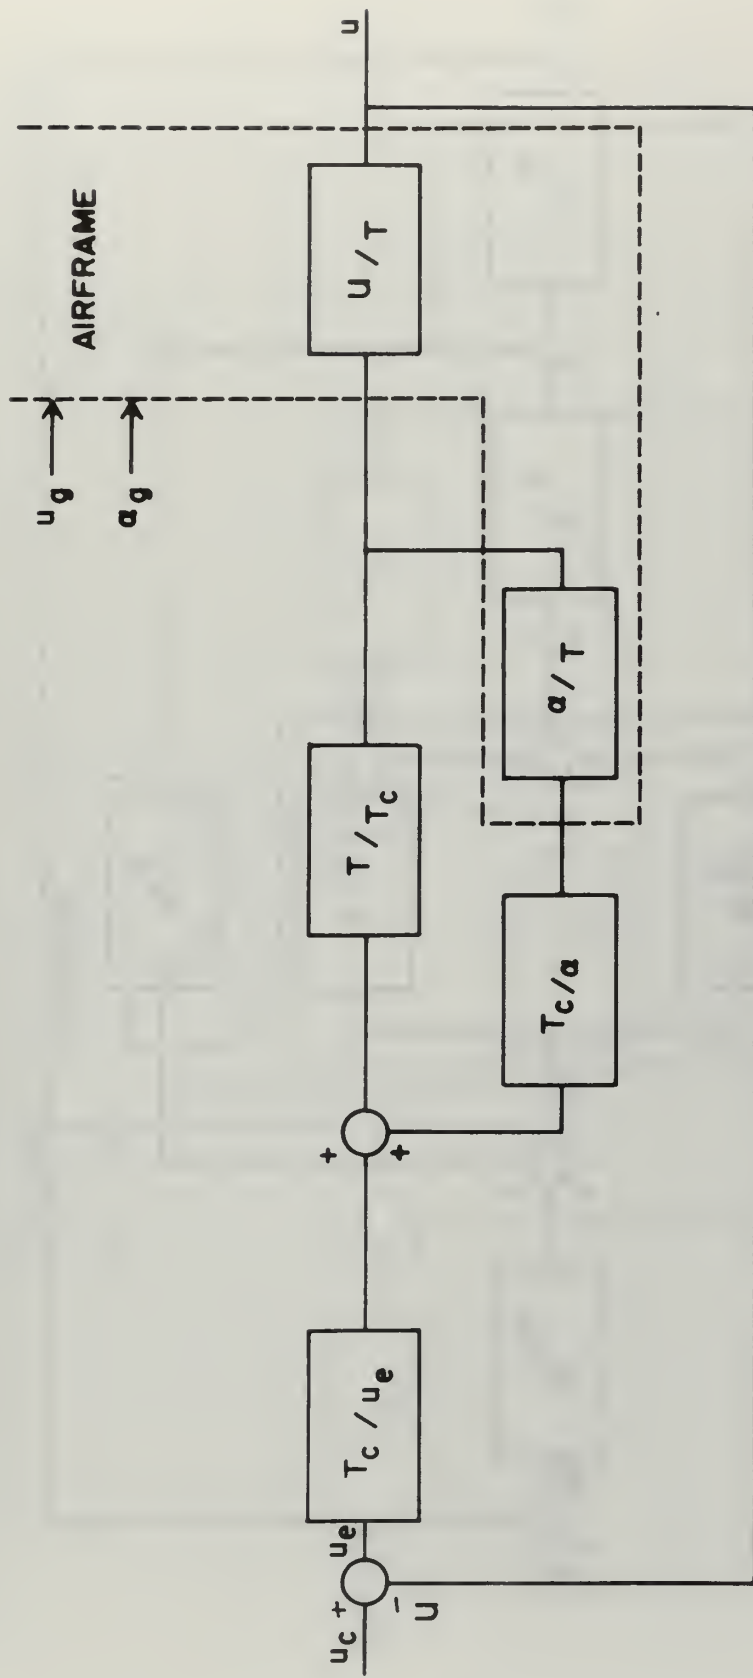 u_g
α_g
AIRFRAME
u_c +
−
u
u_e
T_c/u_e
+
+
T/T_c
U/T
u
T_c/α
α/T